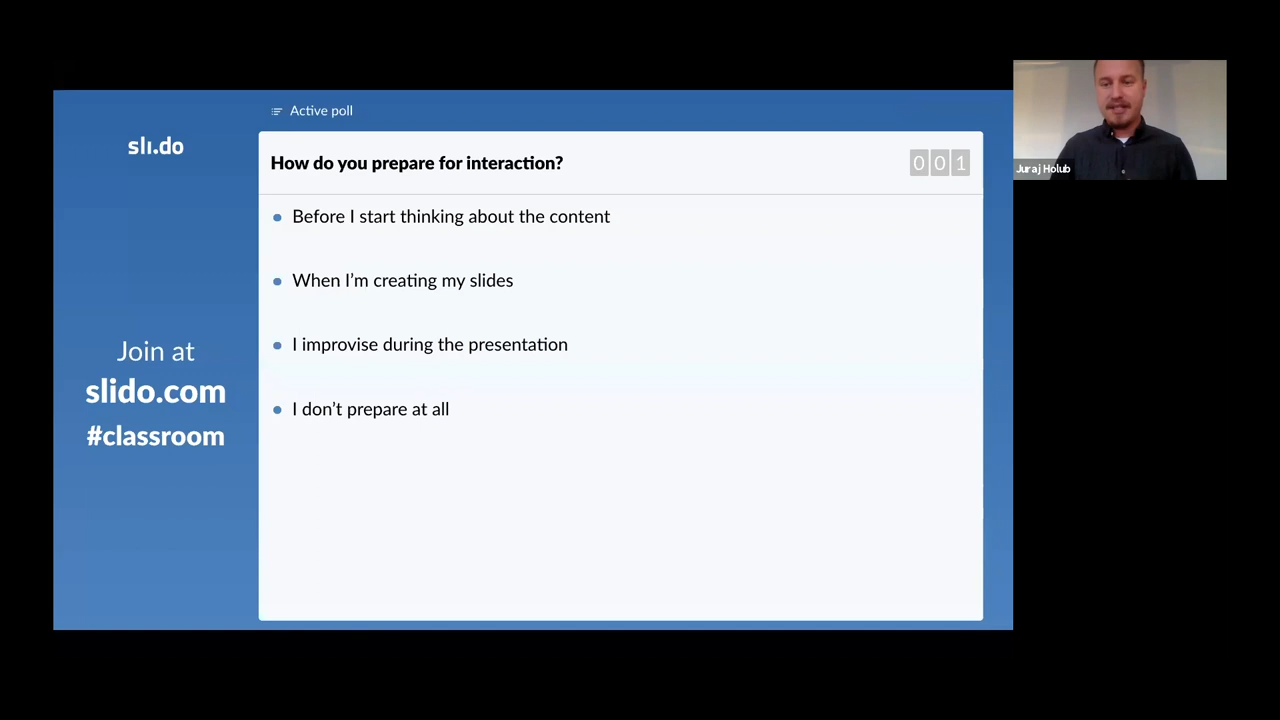 Active poll
sli.do
How do you prepare for interaction?
001
Before I start thinking about the content
When I’m creating my slides
I improvise during the presentation
I don’t prepare at all
Join at
slido.com
#classroom
Juraj Holub